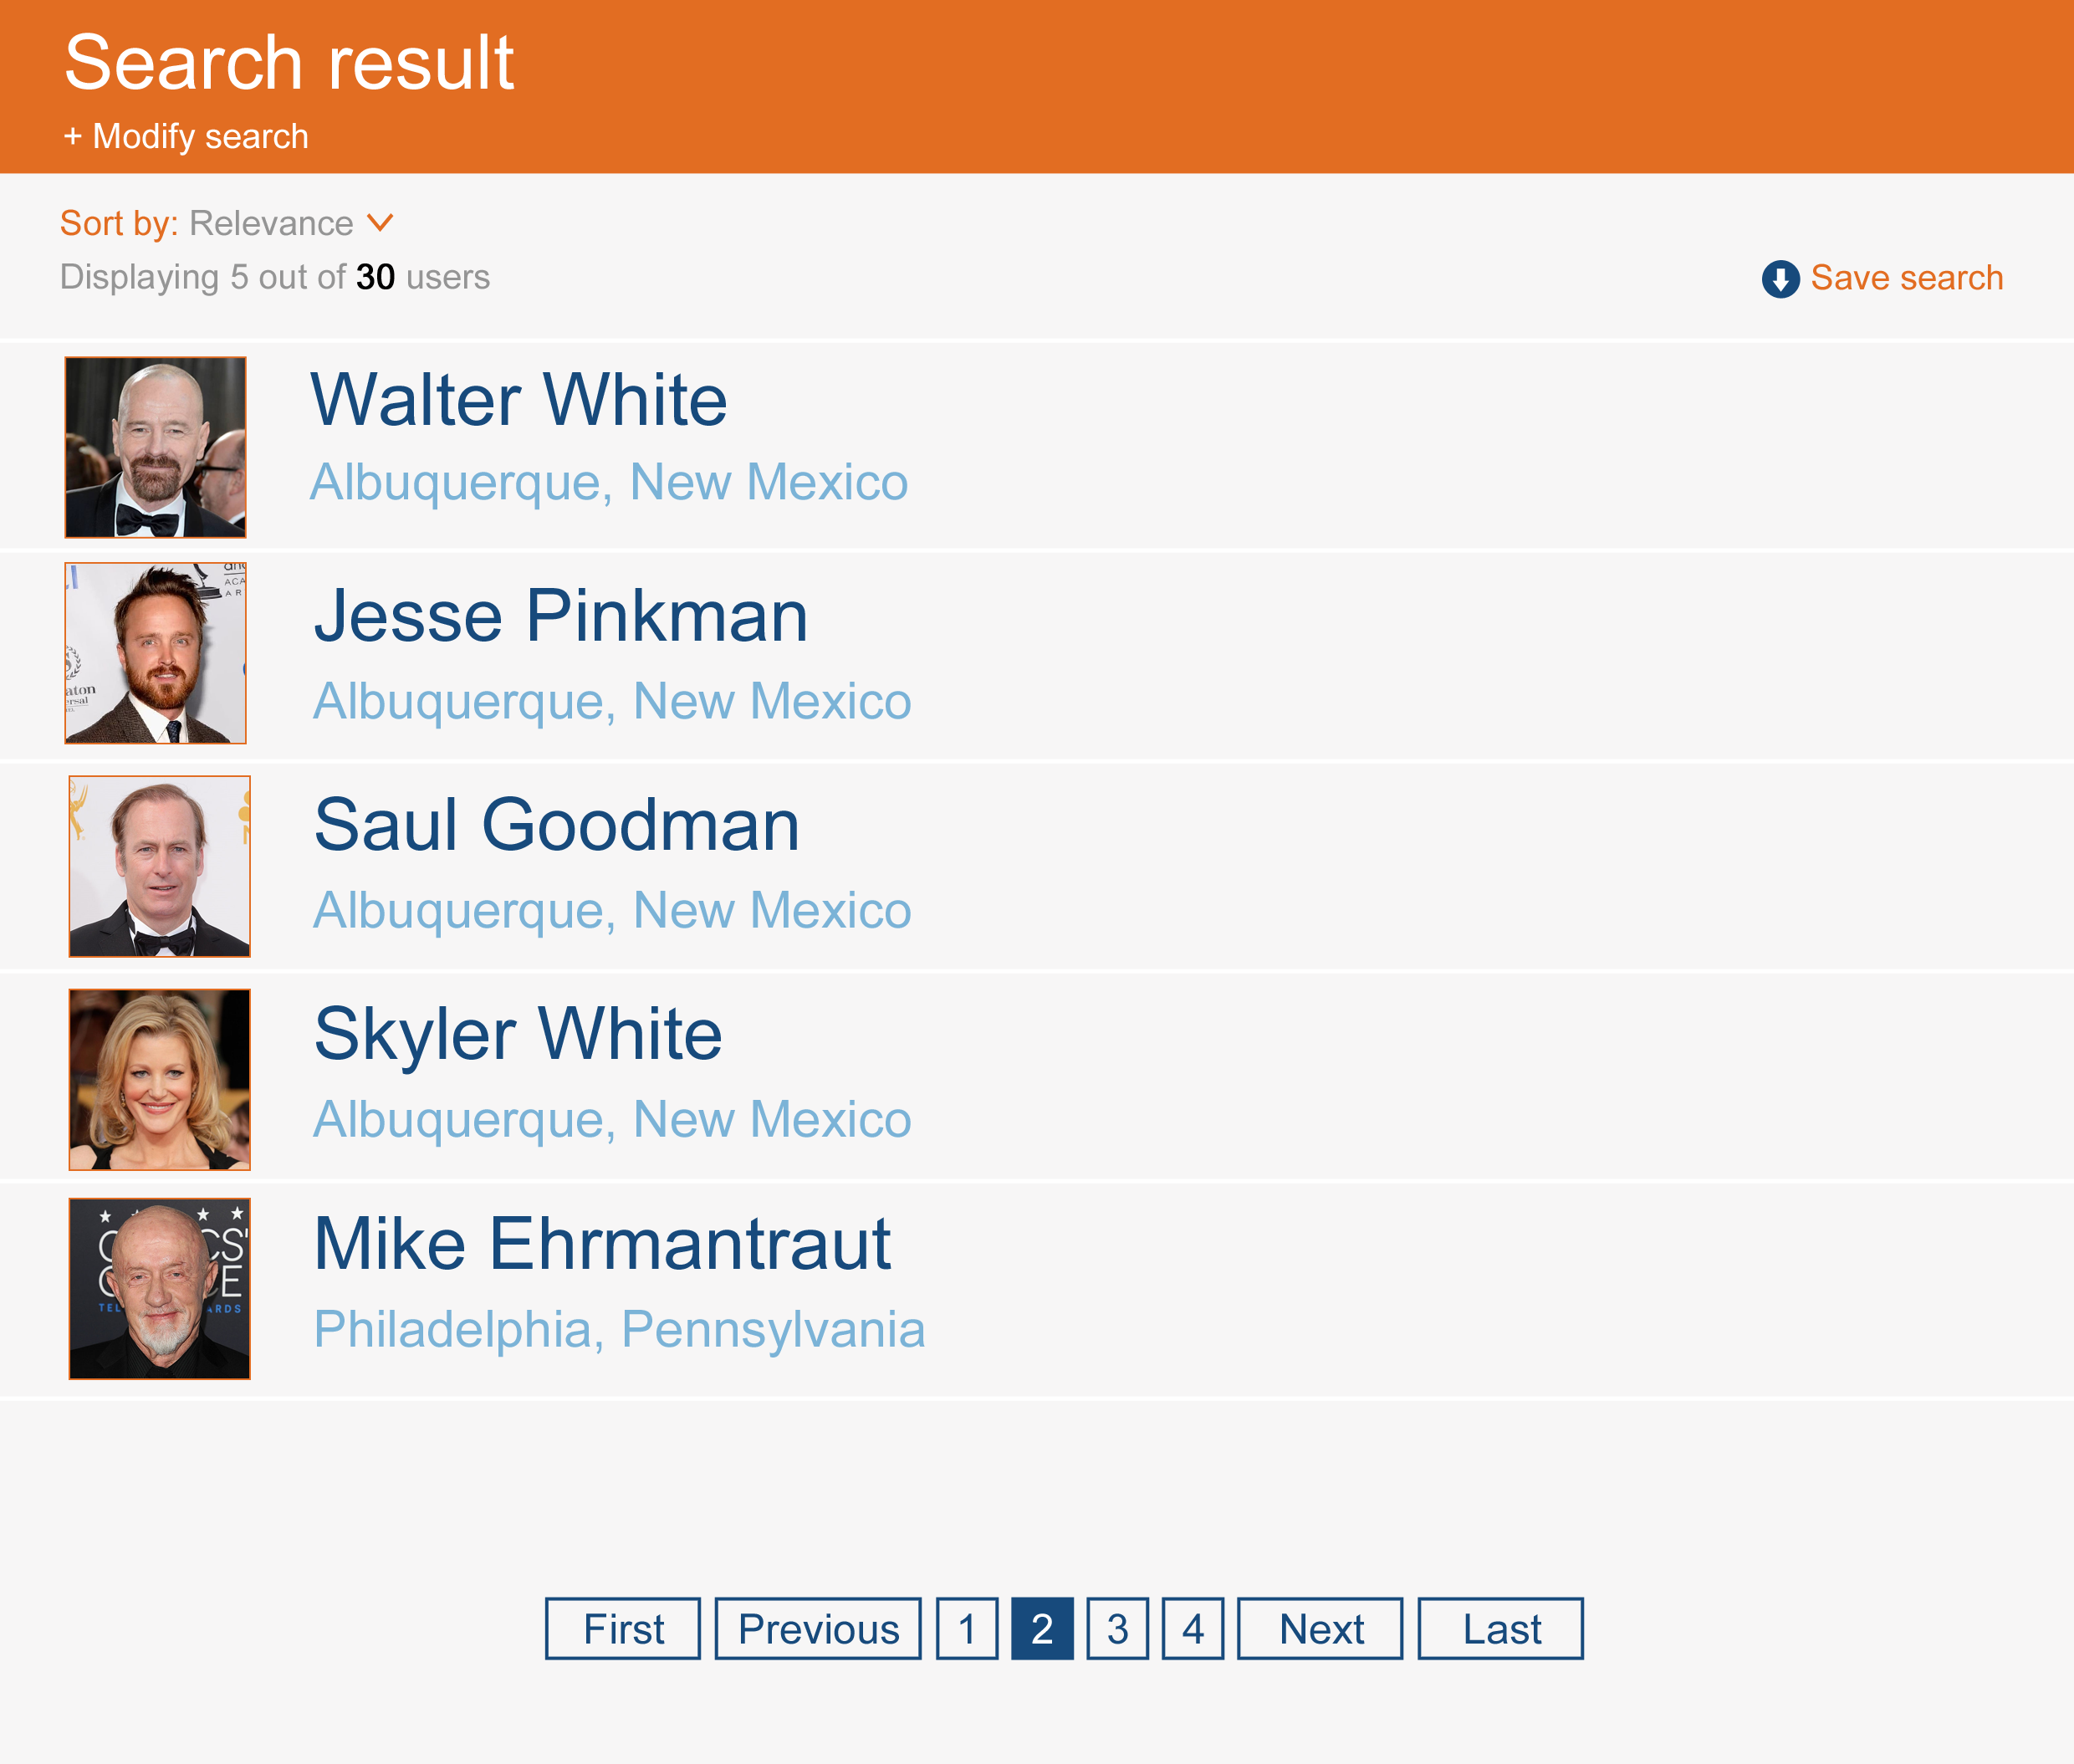 Search result
+ Modify search
Sort by: Relevance
Displaying 5 out of 30 users
Save search
Walter White
Albuquerque, New Mexico
ACA
AR
Jesse Pinkman
Albuquerque, New Mexico
Saul Goodman
Albuquerque, New Mexico
Skyler White
Albuquerque, New Mexico
Mike Ehrmantraut
Philadelphia, Pennsylvania
First Previous 1 2 3 4 Next Last